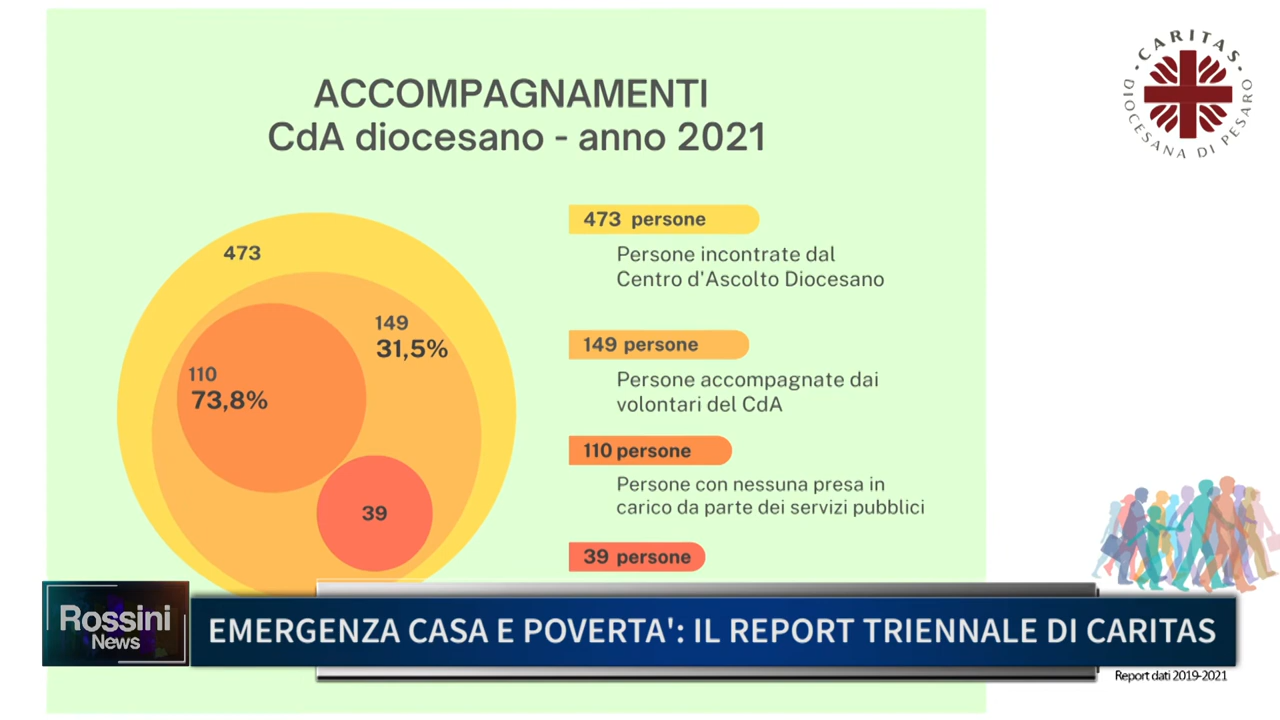 ACCOMPAGNAMENTI
CdA diocesano - anno 2021
CARITAS
DIOCESANA DI PESARO
473
149
31,5%
110
73,8%
39
473 persone
Persone incontrate dal
Centro d'Ascolto Diocesano
149 persone
Persone accompagnate dai
volontari del CdA
110 persone
Persone con nessuna presa in
carico da parte dei servizi pubblici
39 persone
Rossini
News
EMERGENZA CASA E POVERTA': IL REPORT TRIENNALE DI CARITAS
Report dati 2019-2021